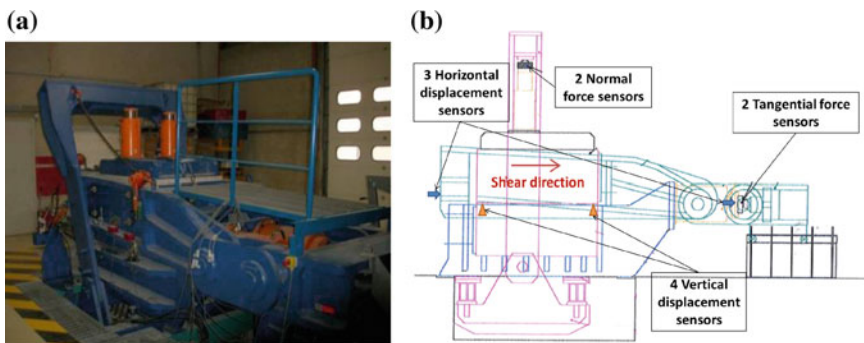 (a)
(b)
3 Horizontal
displacement
sensors
2 Normal
force sensors
2 Tangential force
sensors
Shear direction
4 Vertical
displacement
sensors